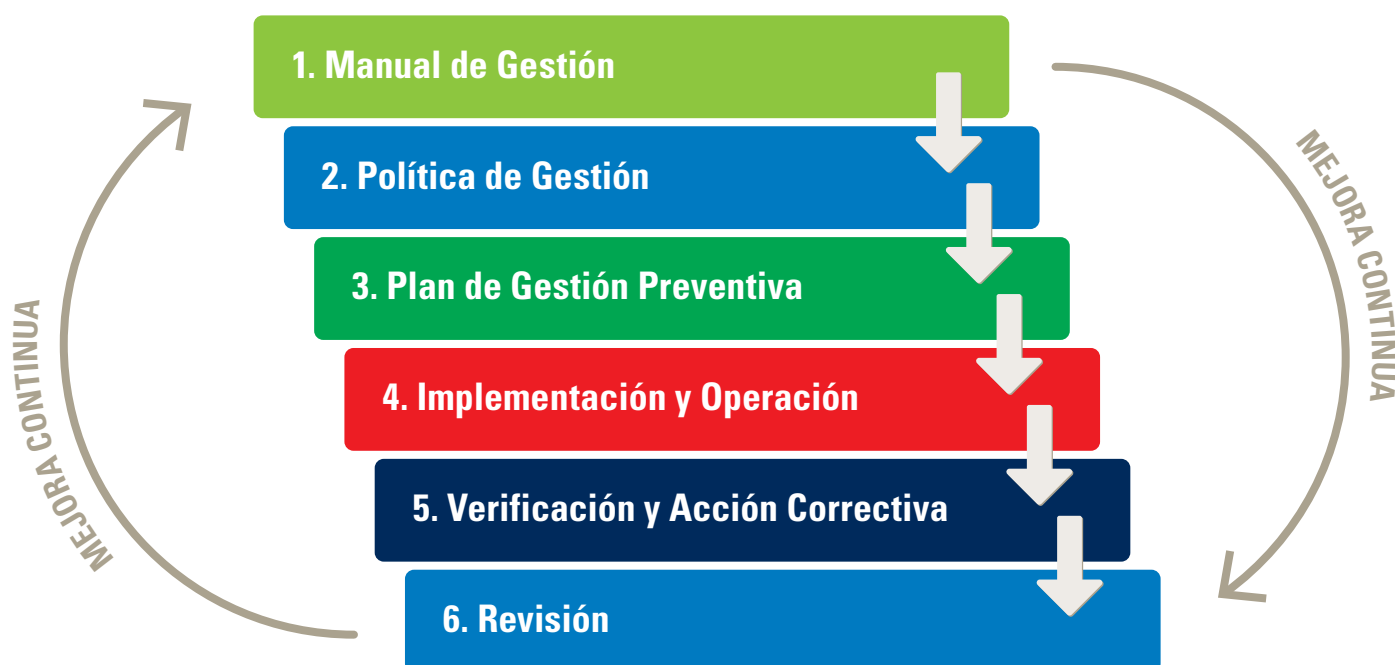 1. Manual de Gestión
2. Política de Gestión
3. Plan de Gestión Preventiva
4. Implementación y Operación
5. Verificación y Acción Correctiva
6. Revisión
MEJORA CONTINUA
MEJORA CONTINUA